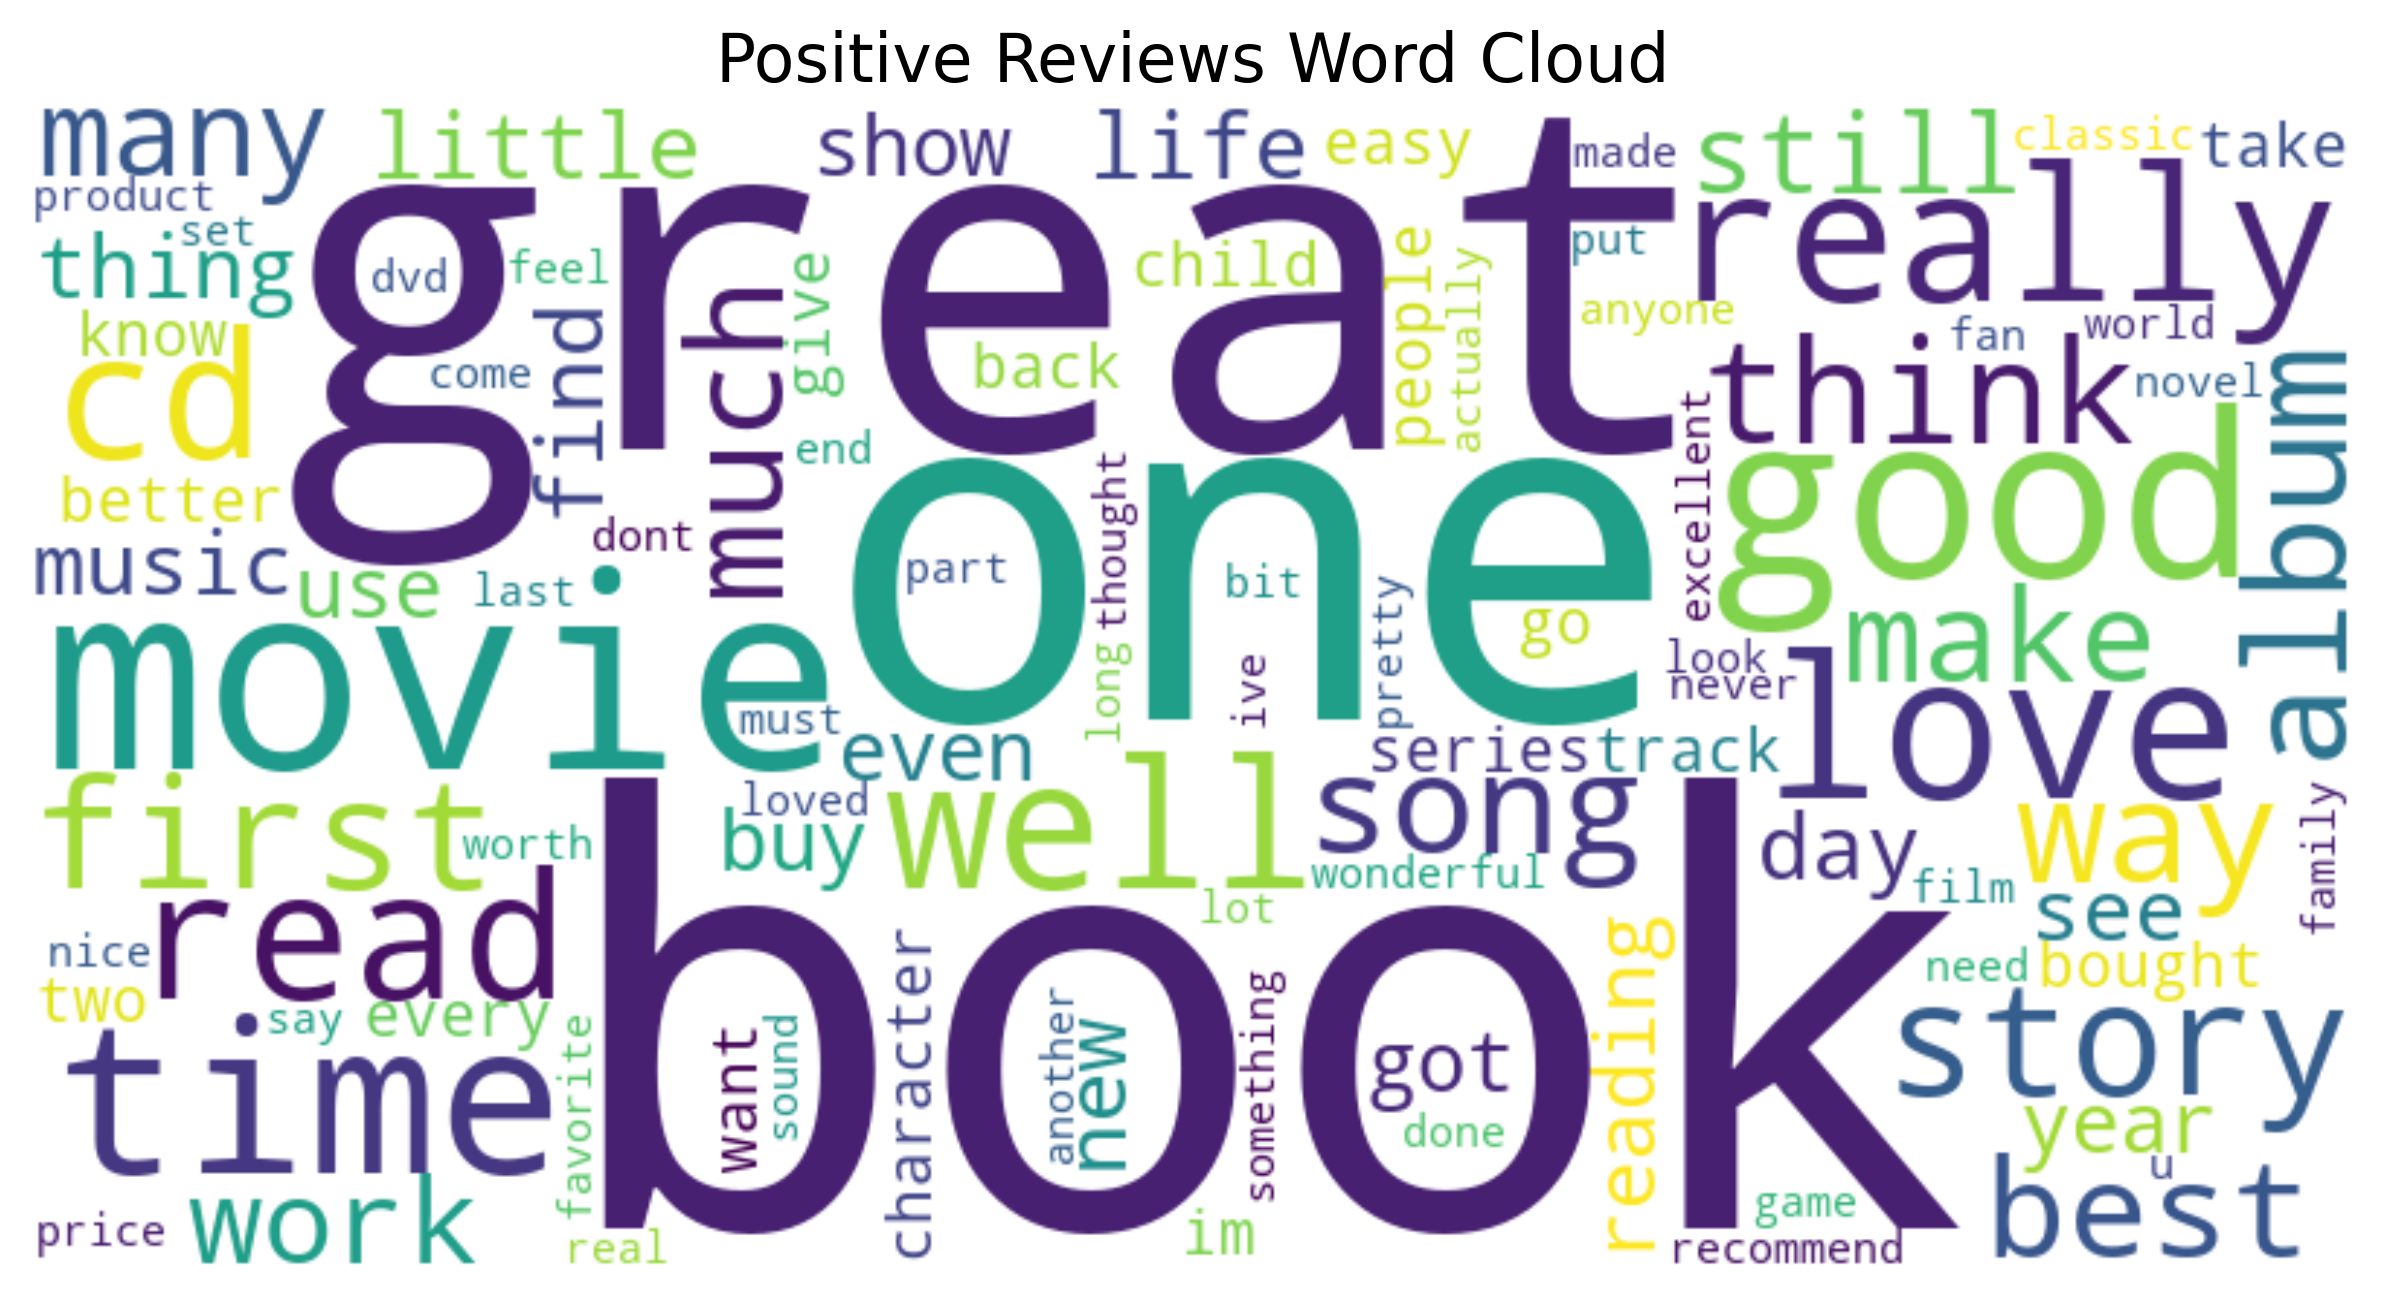 Positive Reviews Word Cloud
many little show life easy made still classic take
product great really
set thing dvd feel give child people actually put
know find much anyone fan world
cd come back think novel album
better end excellent good
music dont one thought
use last part bit pretty go make
movie must long ive look never love
even series track
first loved well song way family
worth buy wonderful day film see
read lot
nice book character reading need bought
two say every story
time favorite want sound another new something got done year
work game u best
price real im recommend